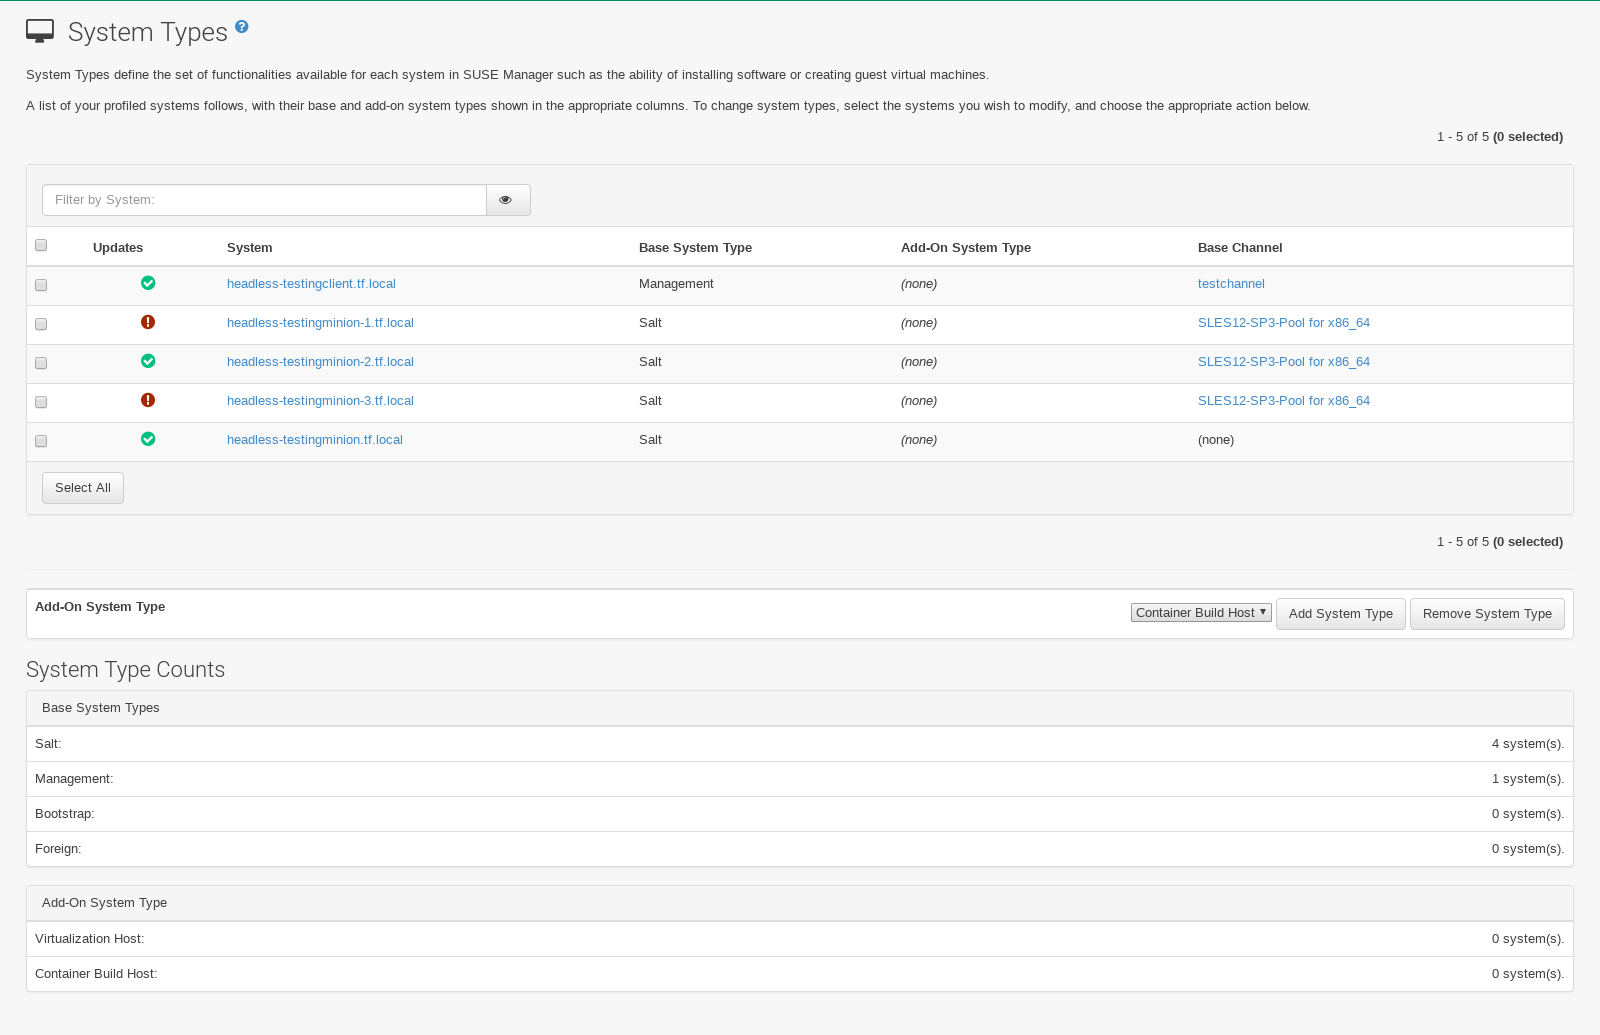 System Types ?
System Types define the set of functionalities available for each system in SUSE Manager such as the ability of installing software or creating guest virtual machines.
A list of your profiled systems follows, with their base and add-on system types shown in the appropriate columns. To change system types, select the systems you wish to modify, and choose the appropriate action below.
1 - 5 of 5 (0 selected)
Filter by System:
Updates System Base System Type Add-On System Type Base Channel
headless-testingclient.tf.local Management (none) testchannel
headless-testingminion-1.tf.local Salt (none) SLES12-SP3-Pool for x86_64
headless-testingminion-2.tf.local Salt (none) SLES12-SP3-Pool for x86_64
headless-testingminion-3.tf.local Salt (none) SLES12-SP3-Pool for x86_64
headless-testingminion.tf.local Salt (none) (none)
Select All
1 - 5 of 5 (0 selected)
Add-On System Type Container Build Host Add System Type Remove System Type
System Type Counts
Base System Types
Salt: 4 system(s).
Management: 1 system(s).
Bootstrap: 0 system(s).
Foreign: 0 system(s).
Add-On System Type
Virtualization Host: 0 system(s).
Container Build Host: 0 system(s).